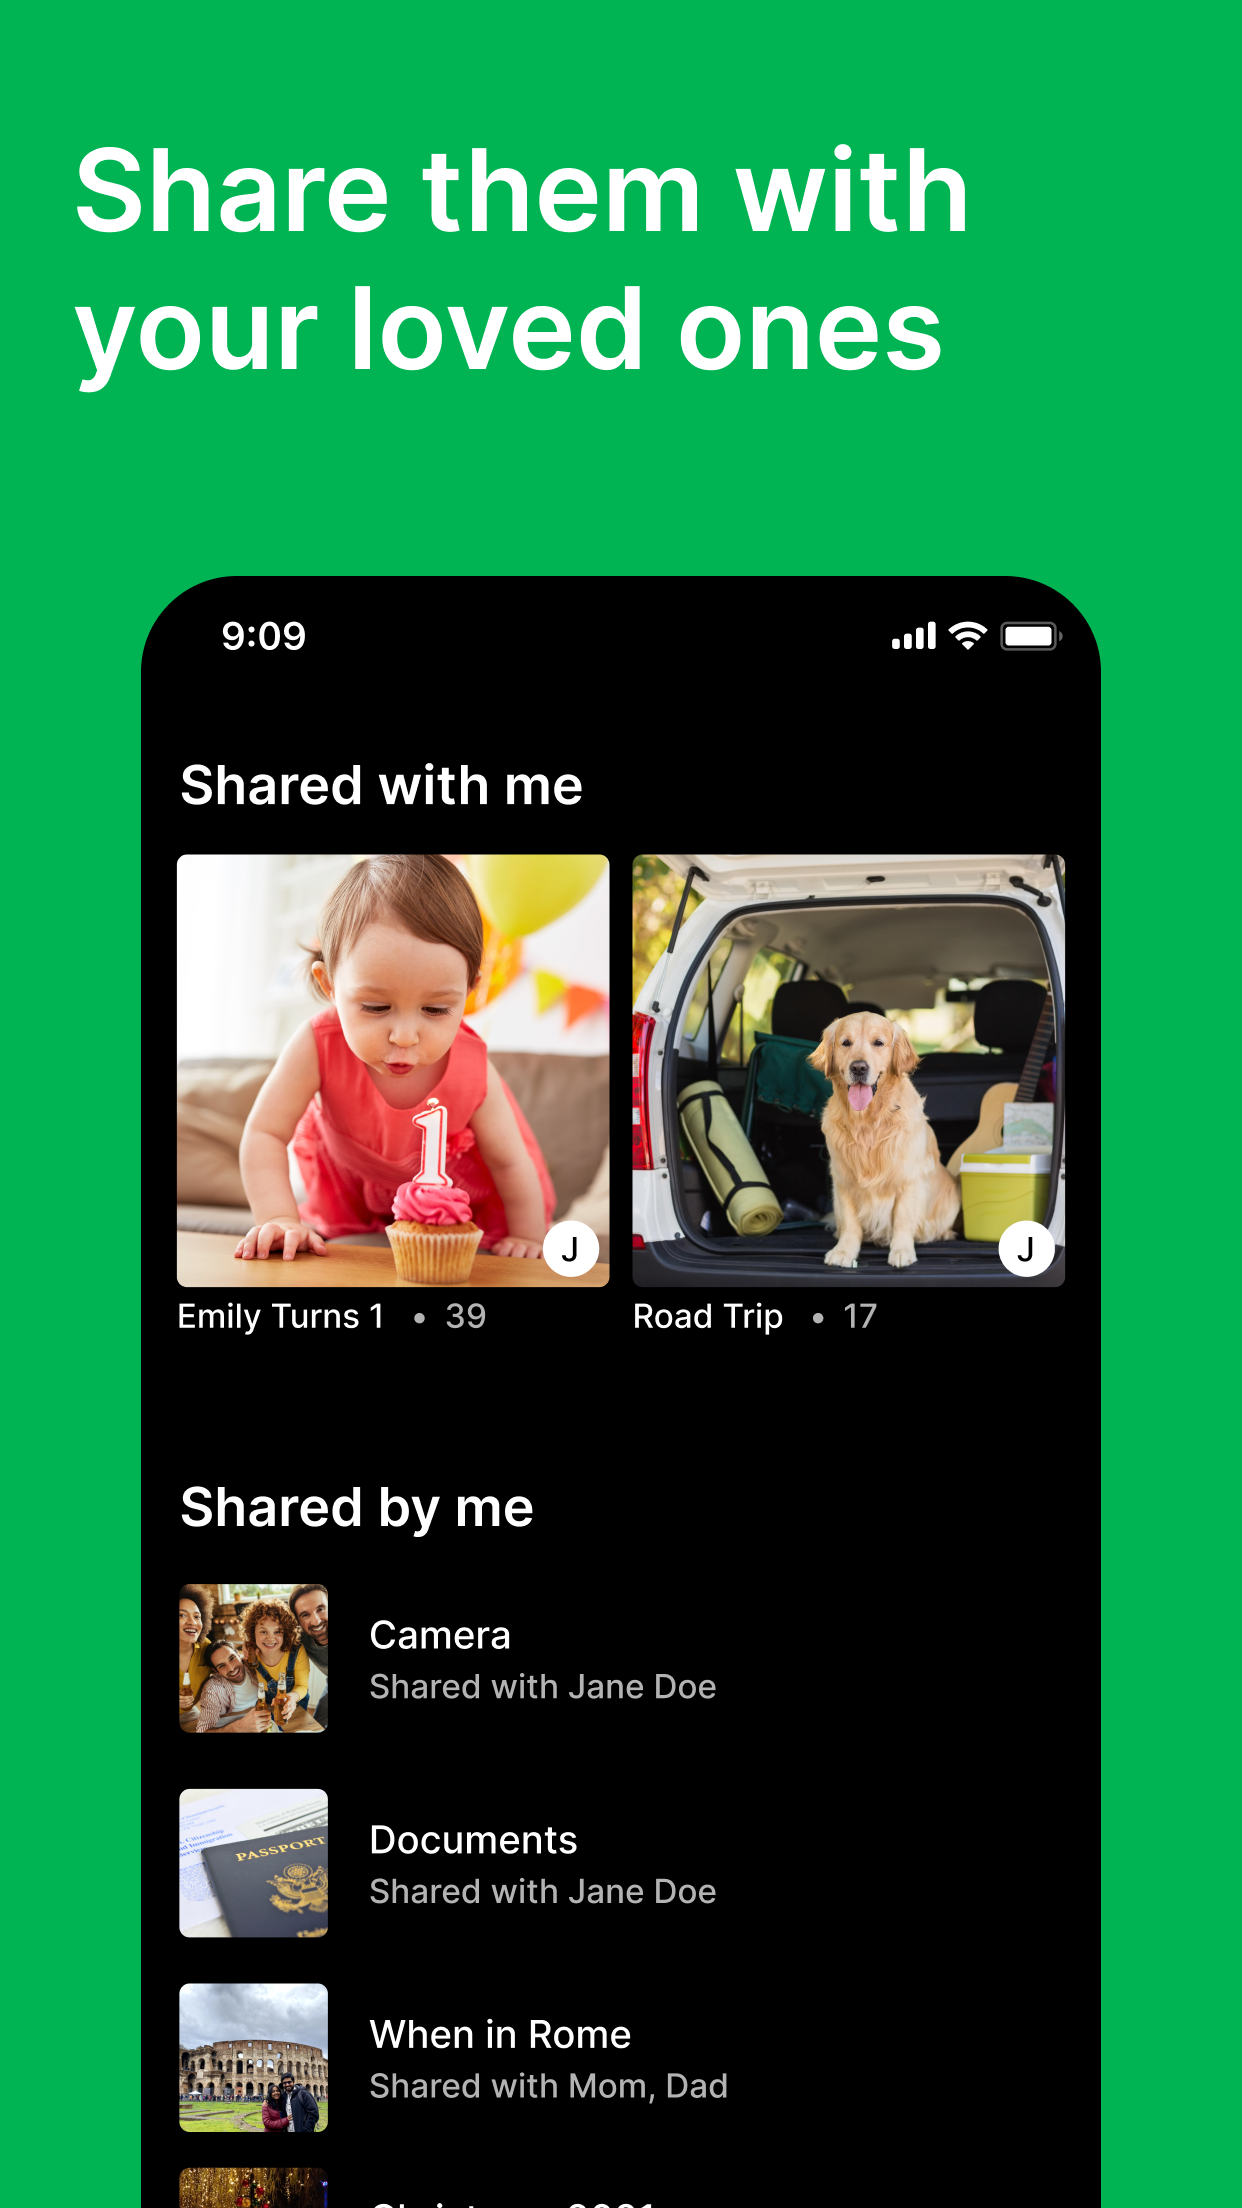 Share them with
your loved ones
9:09
Shared with me
1
J
J
Emily Turns 1 • 39
Road Trip • 17
Shared by me
Camera
Shared with Jane Doe
PASSPORT
Documents
Shared with Jane Doe
When in Rome
Shared with Mom, Dad